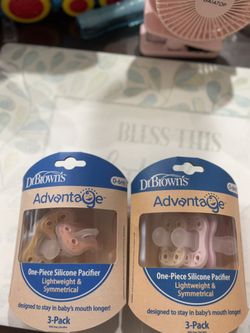 BLESS THIS
Dr Brown's
Advantage
One-Piece Silicone Pacifier
Lightweight &
Symmetrical
3-Pack
designed to stay in baby's mouth longer!
Dr Brown's
Advantage
One-Piece Silicone Pacifier
Lightweight &
Symmetrical
3-Pack
designed to stay in baby's mouth longer!